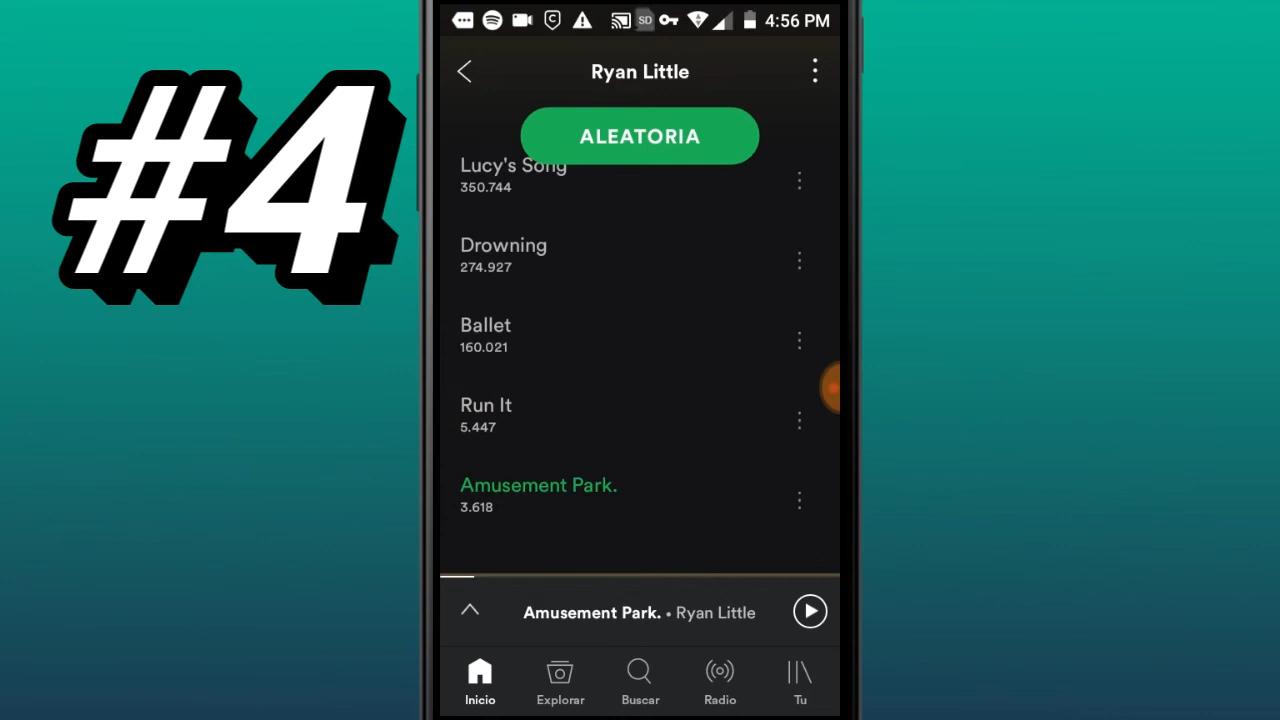 #4
SD
4:56 PM
Ryan Little
ALEATORIA
Lucy's Song
350.744
Drowning
274.927
Ballet
160.021
Run It
5.447
Amusement Park.
3.618
Amusement Park. • Ryan Little
Inicio Explorar Buscar Radio Tu